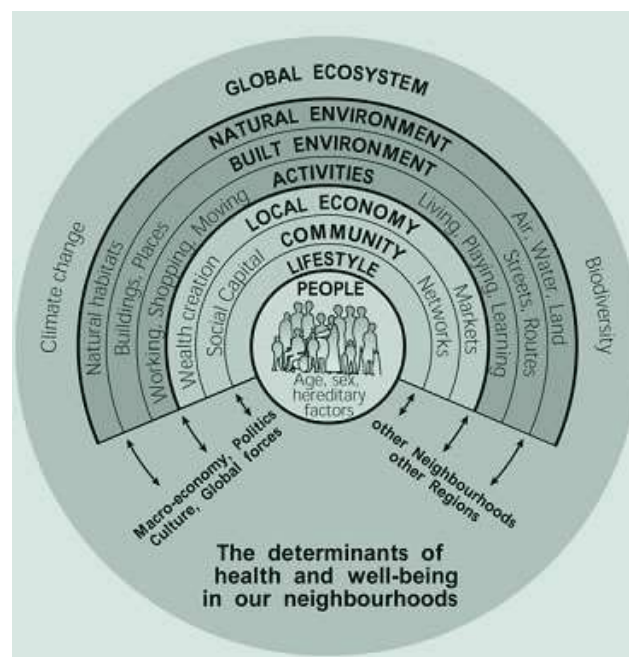 GLOBAL ECOSYSTEM
NATURAL ENVIRONMENT
BUILT ENVIRONMENT
ACTIVITIES
LOCAL ECONOMY
COMMUNITY
LIFESTYLE
PEOPLE
Age, sex,
hereditary
factors
Climate change
Natural habitats
Buildings, Places
Working, Shopping, Moving
Wealth creation
Social Capital
Networks
Markets
Living, Playing, Learning
Streets, Routes
Air, Water, Land
Biodiversity
Macro-economy, Politics
Culture, Global forces
other Neighbourhoods
other Regions
The determinants of
health and well-being
in our neighbourhoods